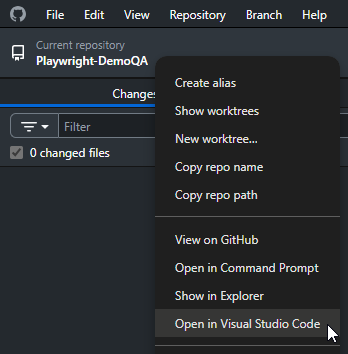 File Edit View Repository Branch Help
Current repository
Playwright-DemoQA
Changes
Filter
0 changed files
Create alias
Show worktrees
New worktree...
Copy repo name
Copy repo path
View on GitHub
Open in Command Prompt
Show in Explorer
Open in Visual Studio Code